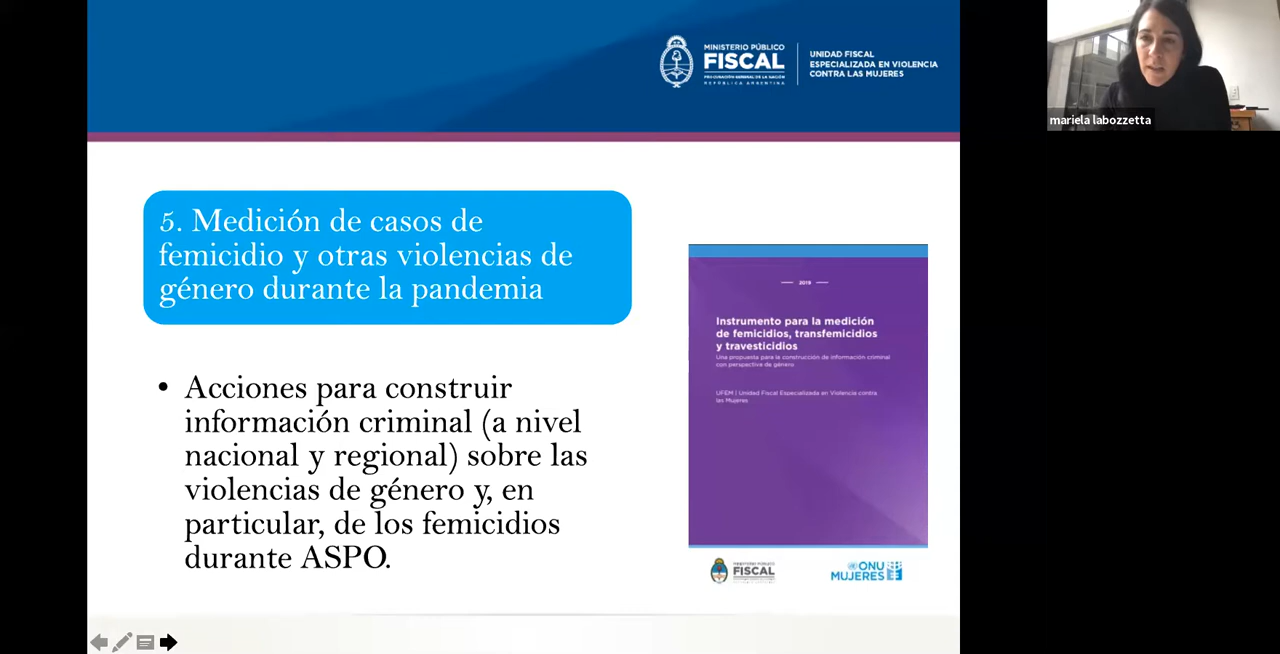 MINISTERIO PÚBLICO
FISCAL
PROCURACIÓN GENERAL DE LA NACIÓN
REPÚBLICA ARGENTINA
UNIDAD FISCAL
ESPECIALIZADA EN VIOLENCIA
CONTRA LAS MUJERES
mariela labozzetta
5. Medición de casos de
femicidio y otras violencias de
género durante la pandemia
• Acciones para construir
información criminal (a nivel
nacional y regional) sobre las
violencias de género y, en
particular, de los femicidios
durante ASPO.
2018
Instrumento para la medición
de femicidios, transfemicidios
y travesticidios
Una propuesta para la construcción de información criminal
con perspectiva de género
UFEM | Unidad Fiscal Especializada en Violencia contra
las Mujeres
MINISTERIO PÚBLICO
FISCAL
ONU
MUJERES